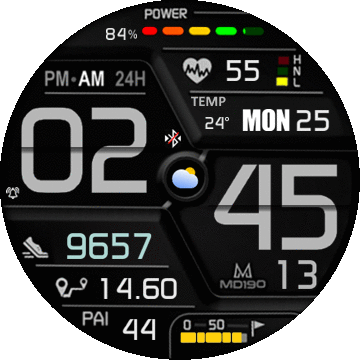 POWER
84%
55
H
N
L
PM•AM 24H
TEMP
24° MON 25
02
45
9657
MD190
13
14.60
PAI 44
0 - 50